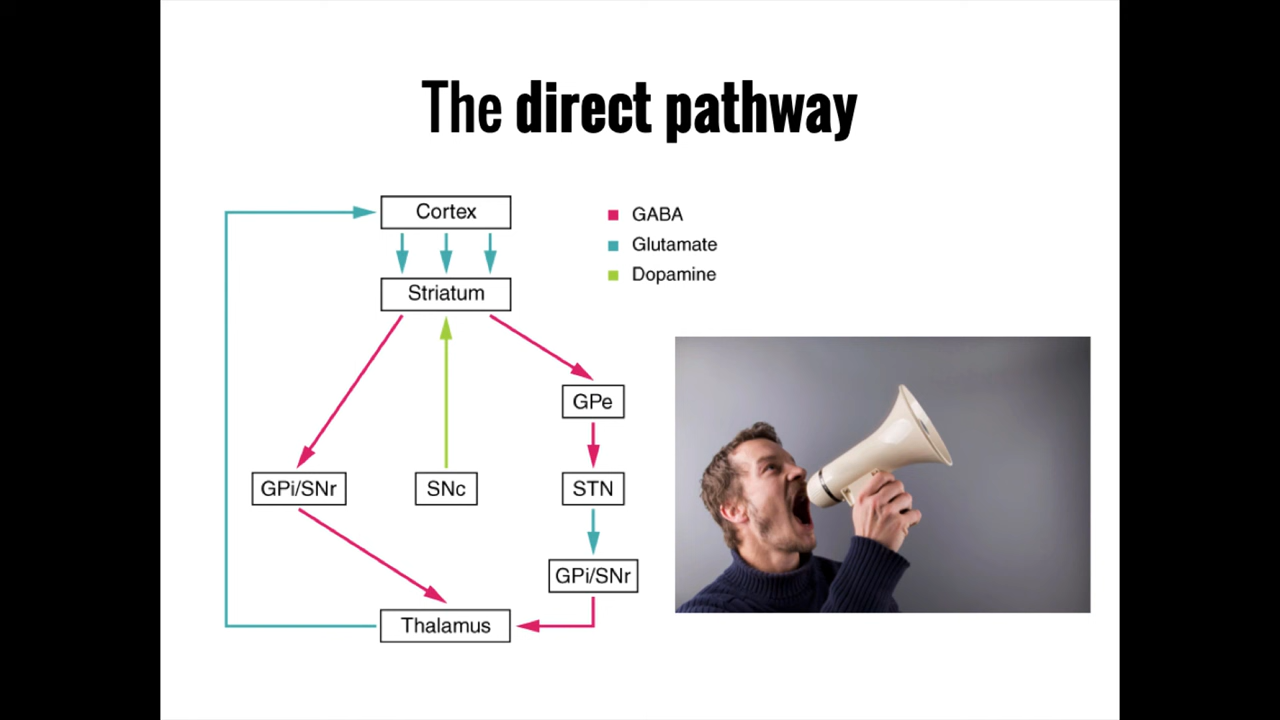 The direct pathway
Cortex
GABA
Glutamate
Dopamine
Striatum
GPe
GPi/SNr
SNc
STN
GPi/SNr
Thalamus